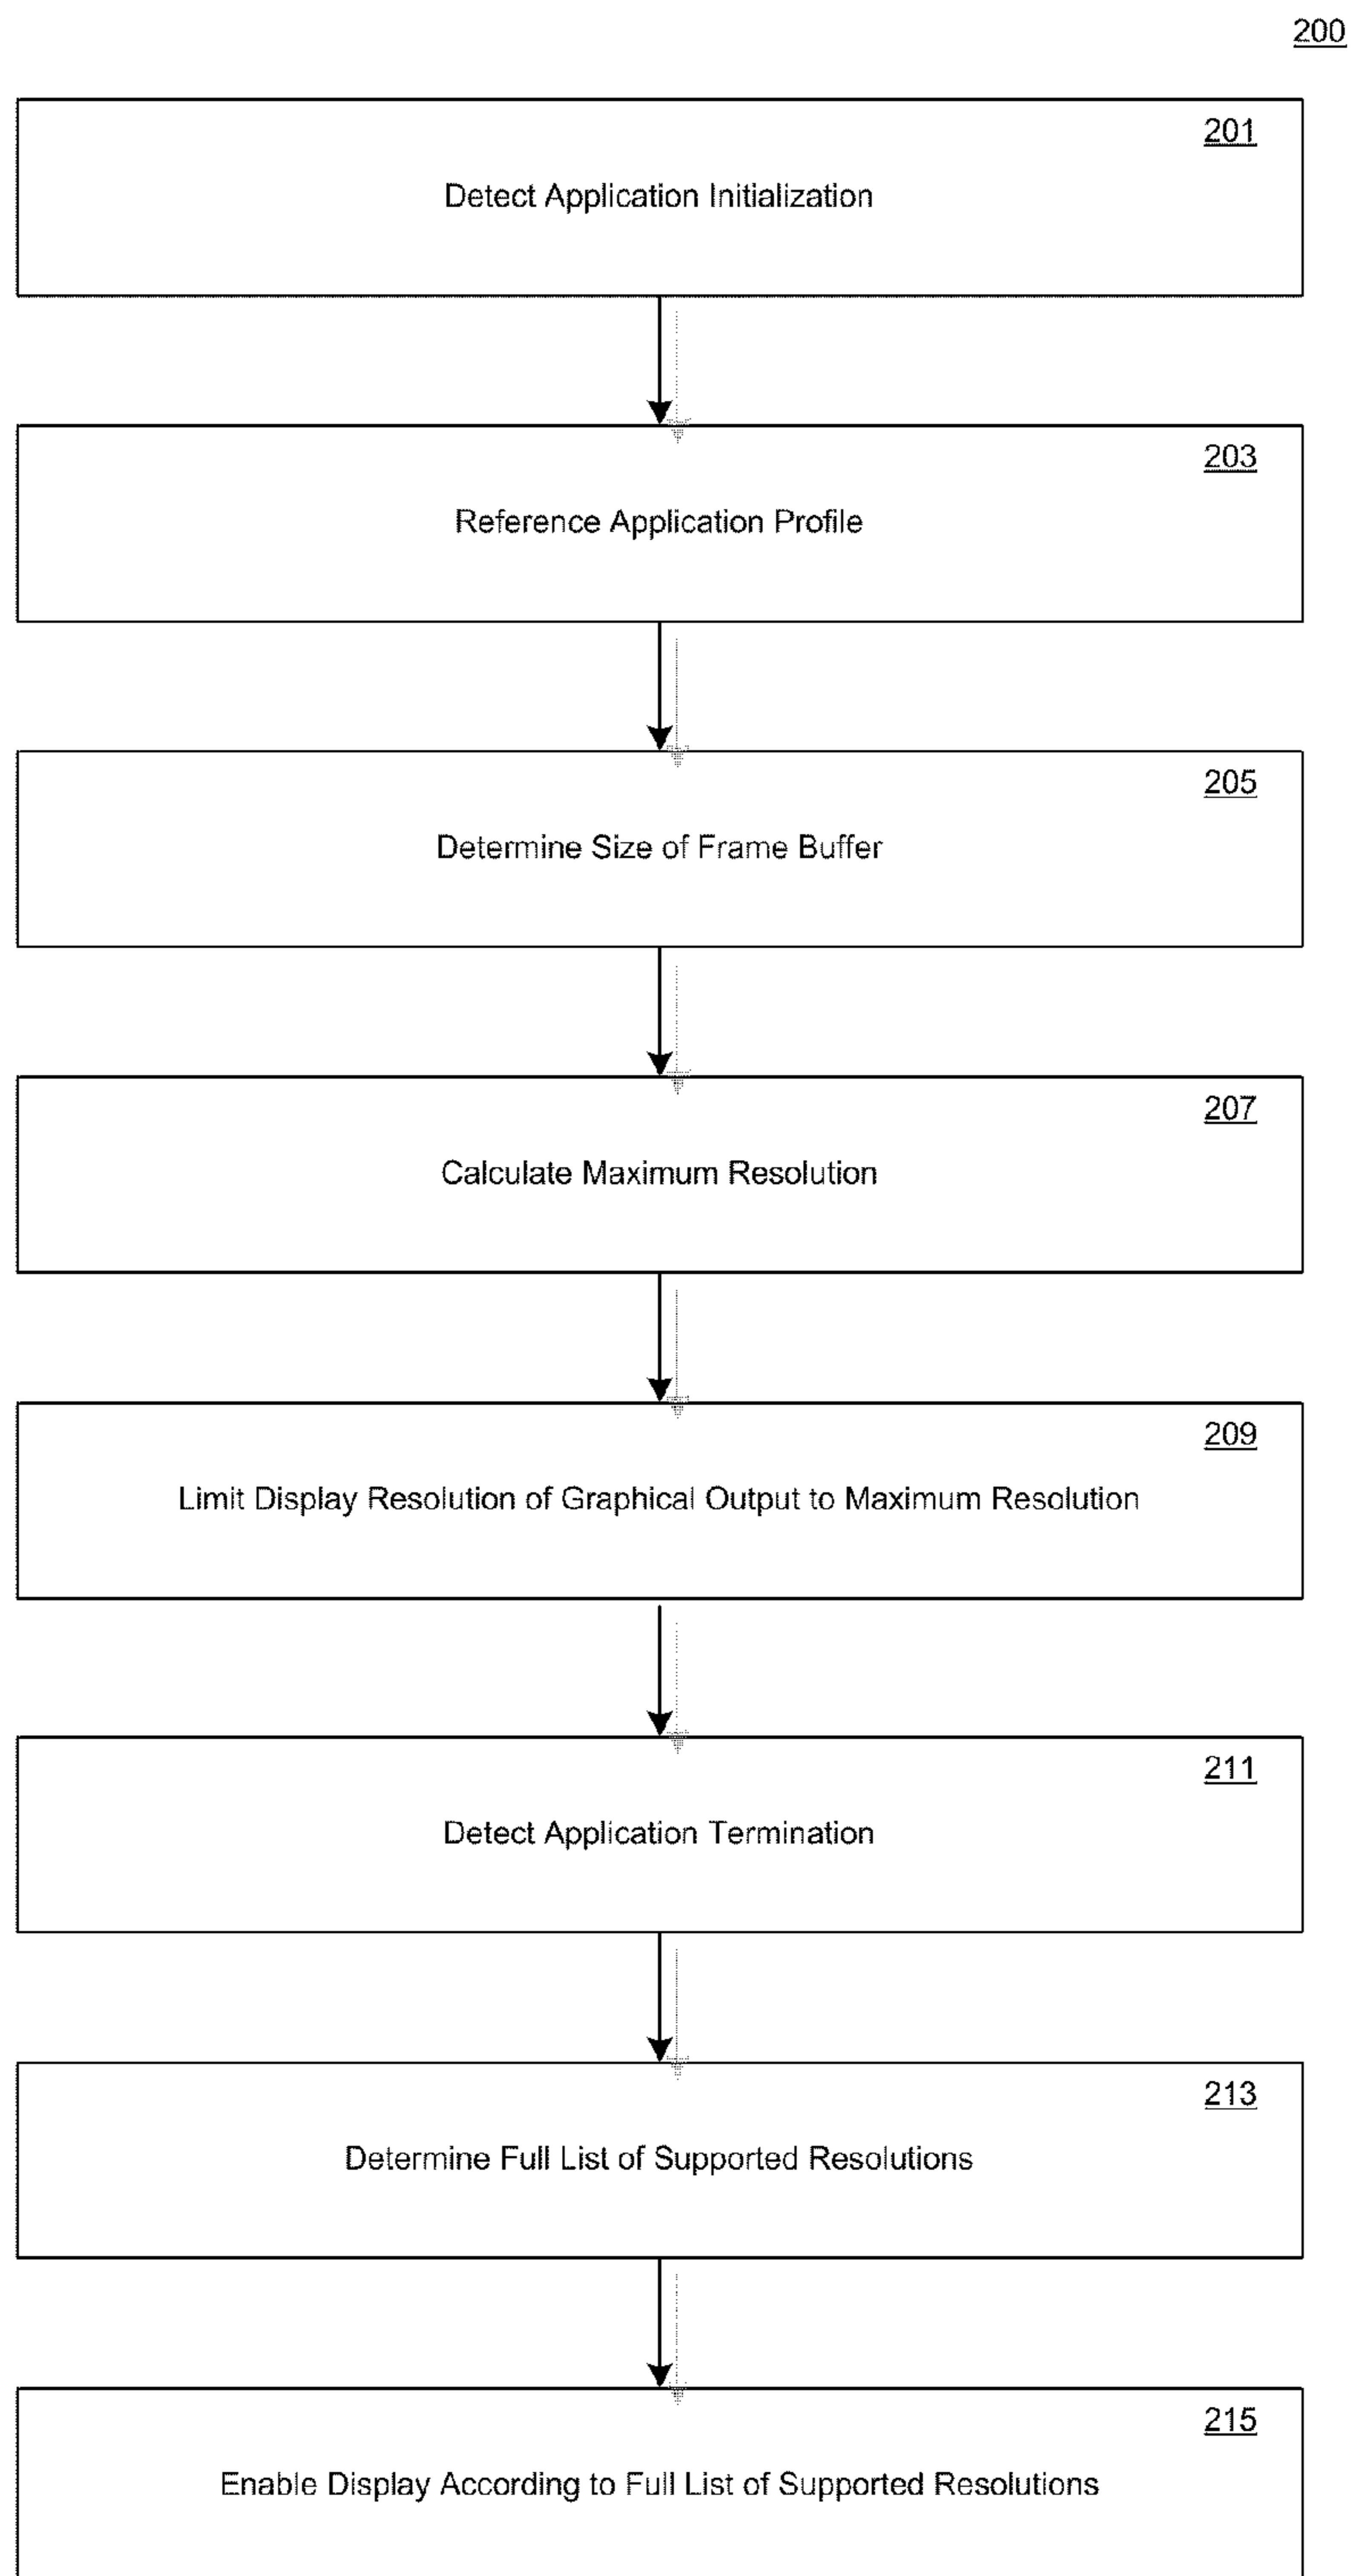 200
201
Detect Application Initialization
203
Reference Application Profile
205
Determine Size of Frame Buffer
207
Calculate Maximum Resolution
209
Limit Display Resolution of Graphical Output to Maximum Resolution
211
Detect Application Termination
213
Determine Full List of Supported Resolutions
215
Enable Display According to Full List of Supported Resolutions